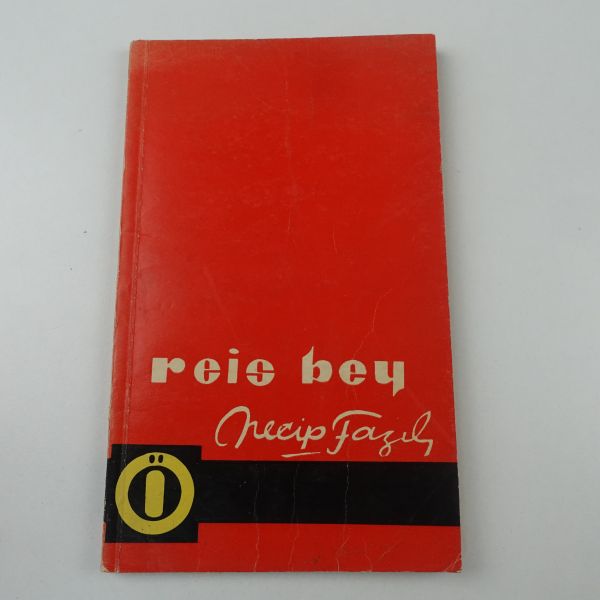 reis bey
Necip Fazıl
Ö